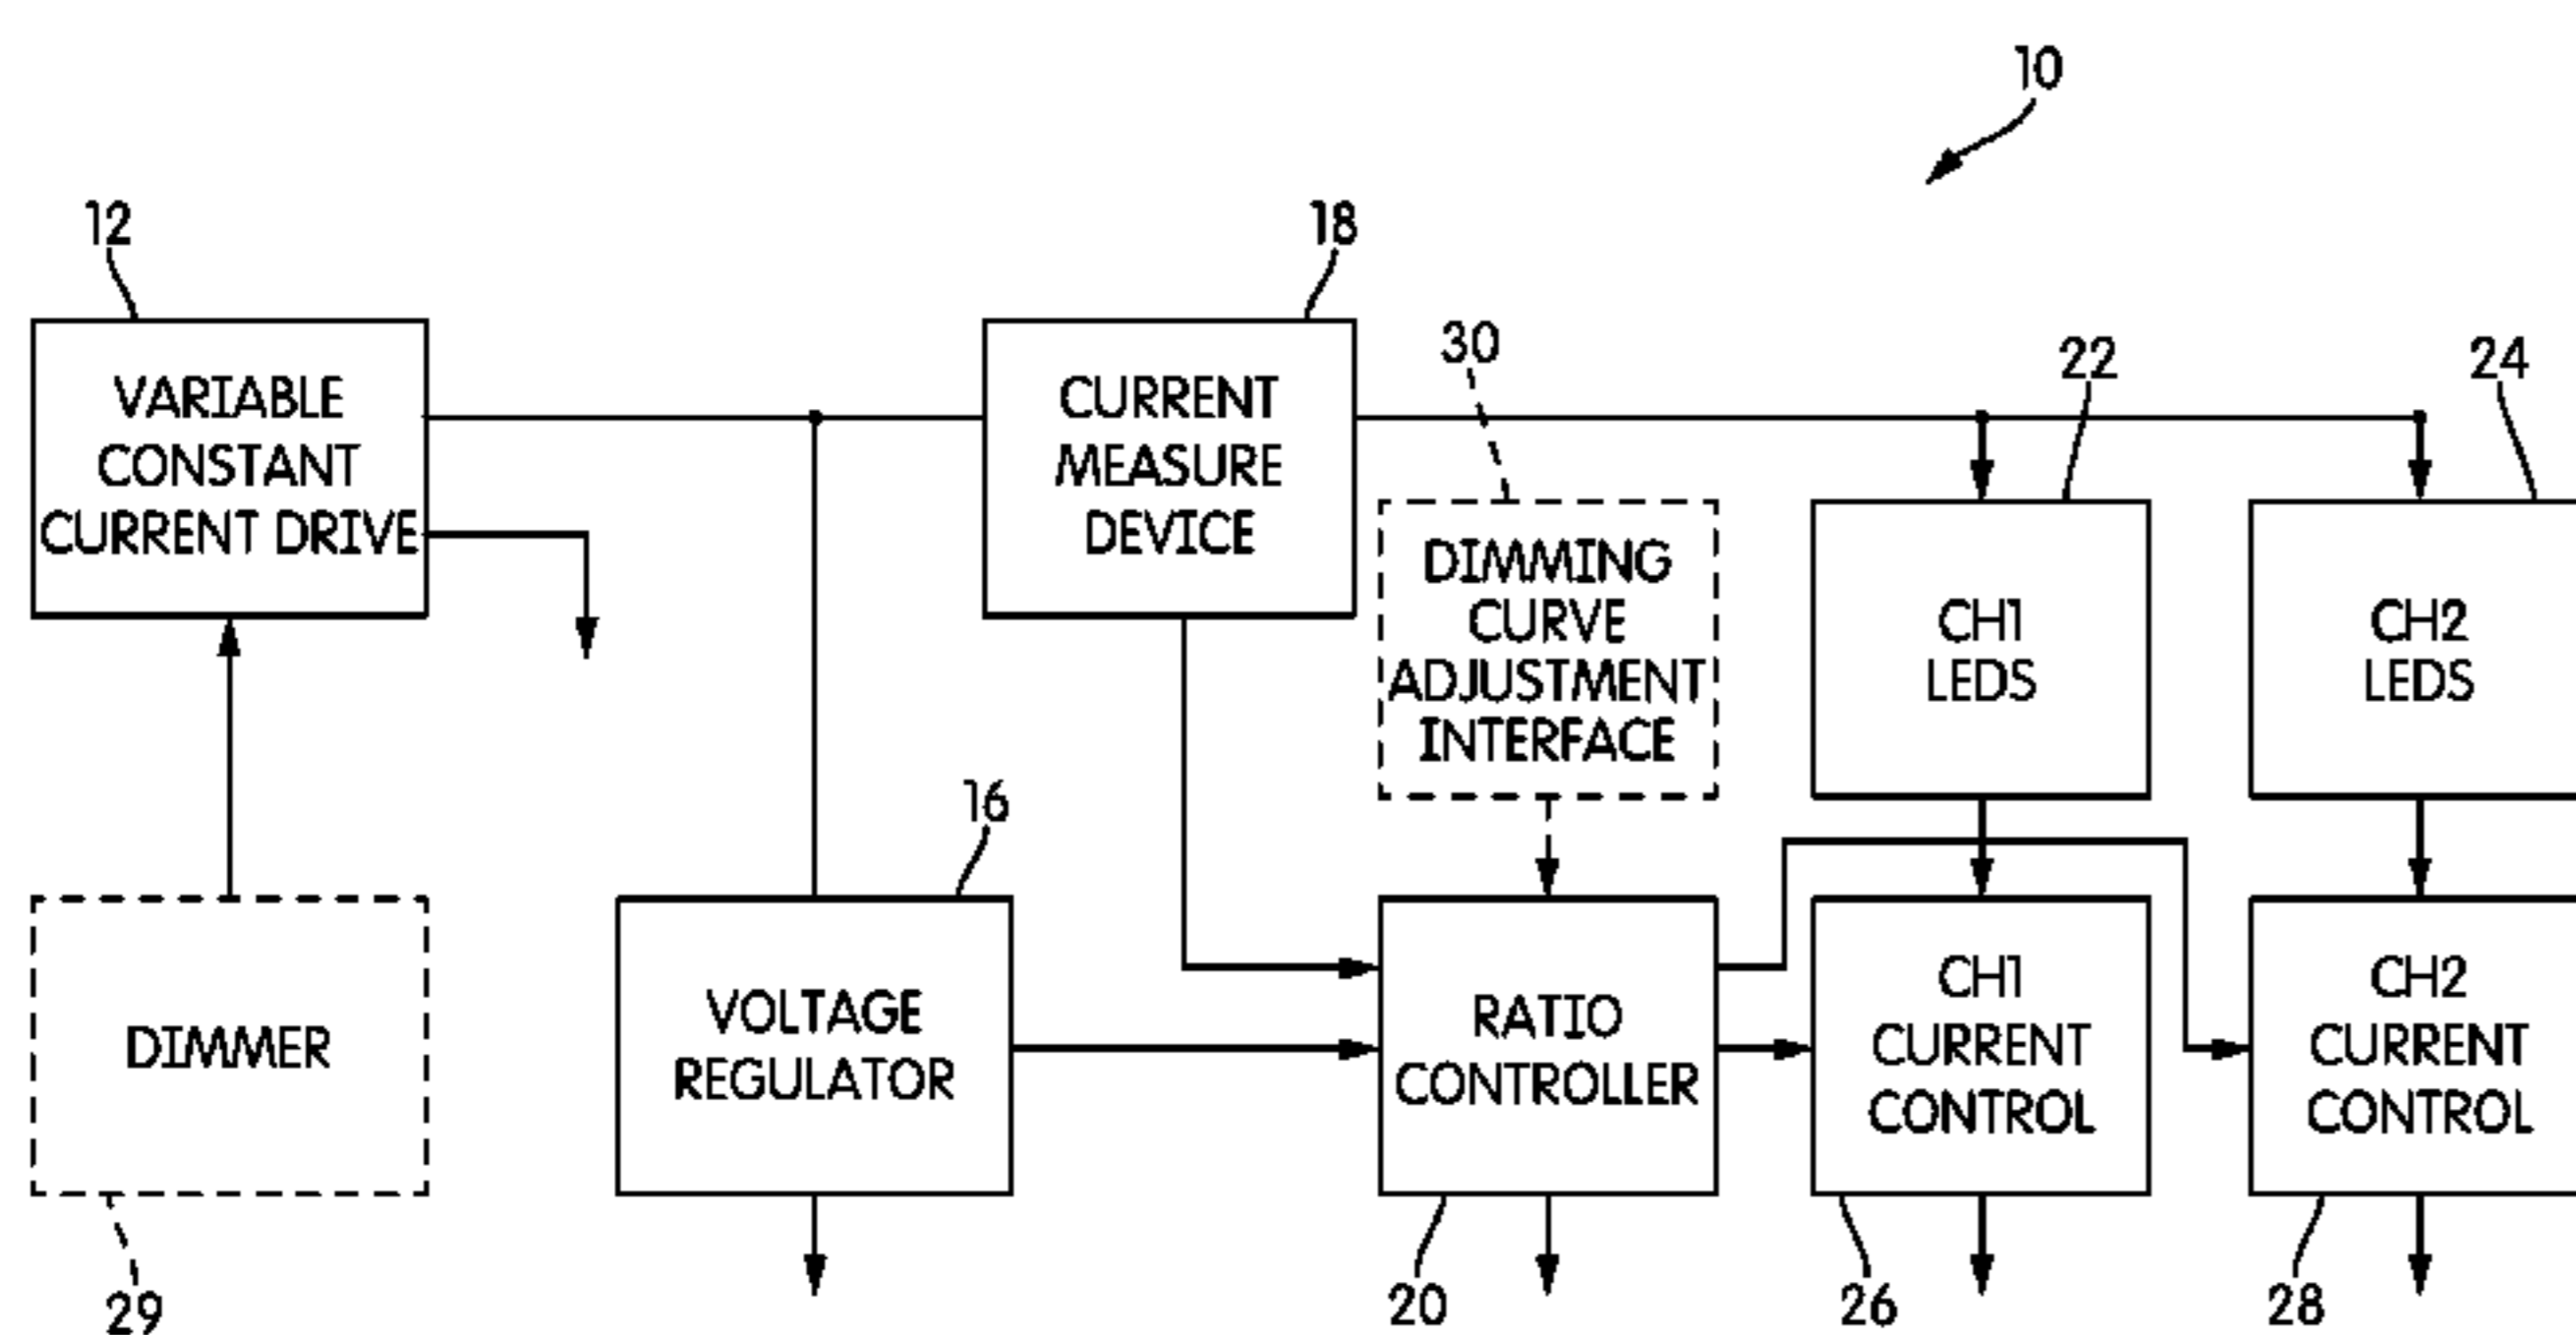 10
12
18
30
22
24
VARIABLE
CONSTANT
CURRENT DRIVE
CURRENT
MEASURE
DEVICE
DIMMING
CURVE
ADJUSTMENT
INTERFACE
CH1
LEDS
CH2
LEDS
16
DIMMER
VOLTAGE
REGULATOR
RATIO
CONTROLLER
CH1
CURRENT
CONTROL
CH2
CURRENT
CONTROL
29
20
26
28